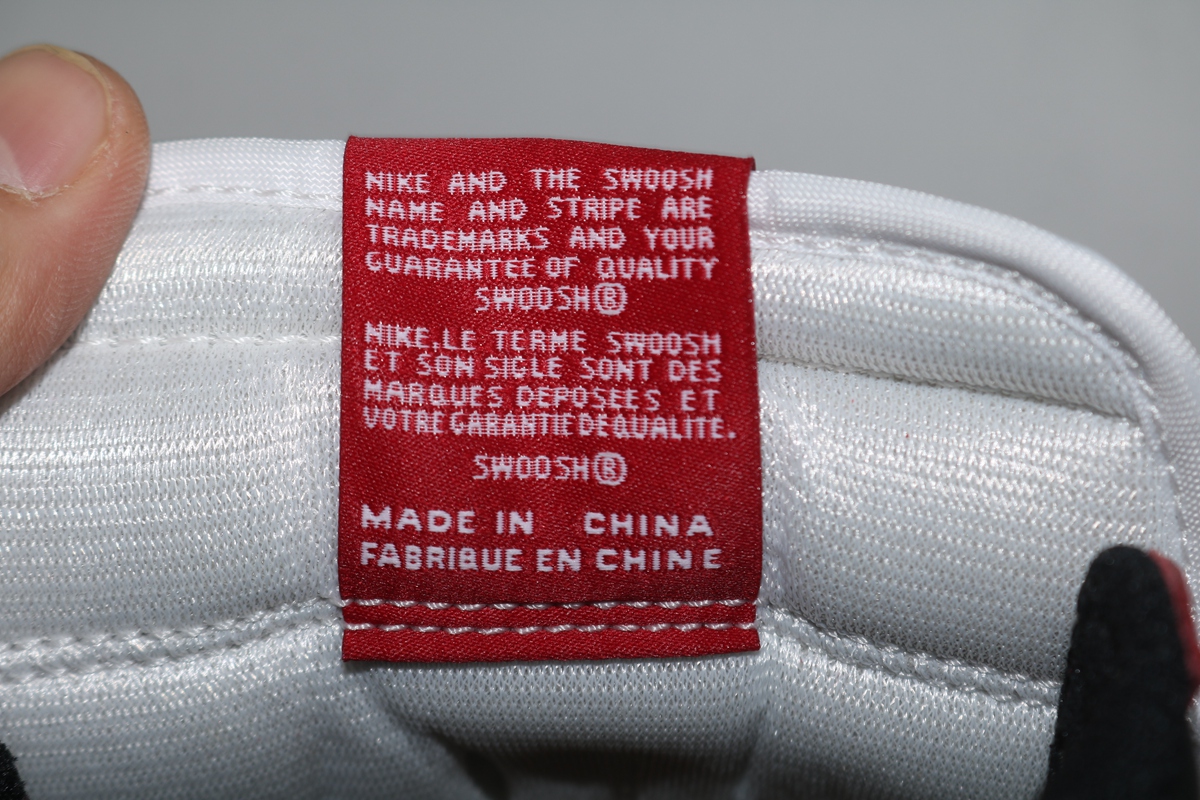 NIKE AND THE SWOOSH
NAME AND STRIPE ARE
TRADEMARKS AND YOUR
GUARANTEE OF QUALITY
SWOOSH®
NIKE, LE TERME SWOOSH
ET SON SIGLE SONT DES
MARQUES DEPOSEES ET
VOTRE GARANTIE DE QUALITE.
SWOOSH®
MADE IN CHINA
FABRIQUE EN CHINE